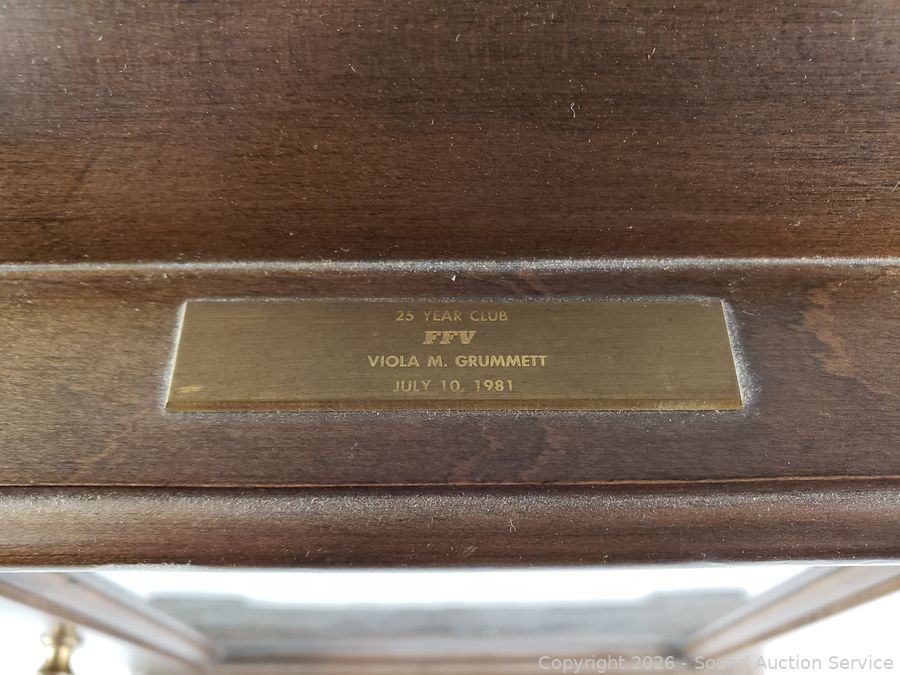 25 YEAR CLUB
FFV
VIOLA M. GRUMMETT
JULY 10, 1981
Copyright 2026 - Sound Auction Service